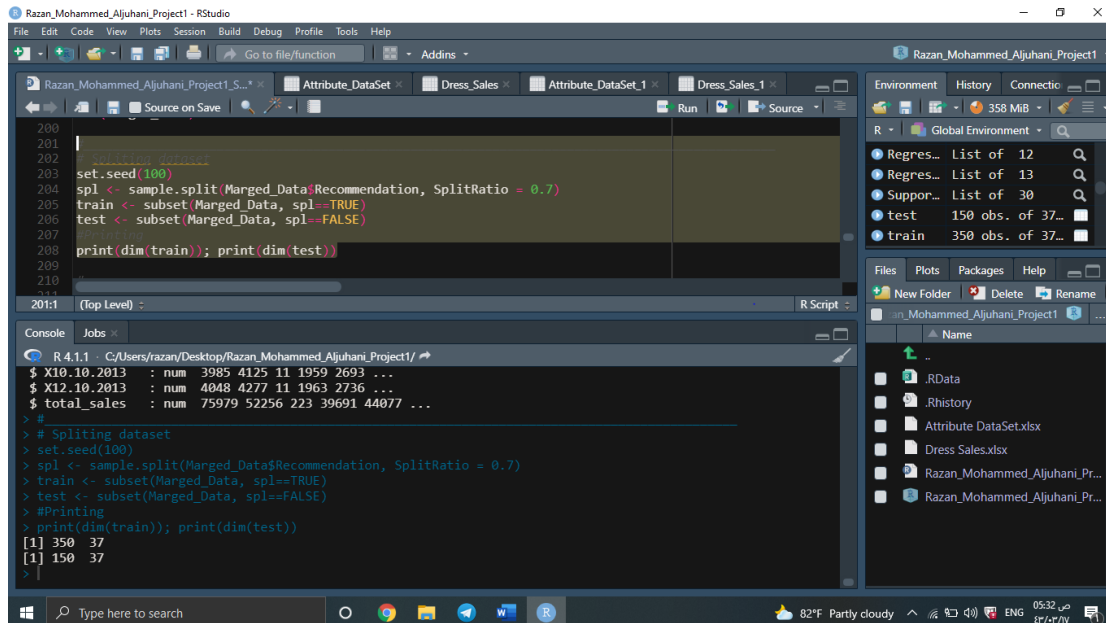 Razan_Mohammed_Aljuhani_Project1 - RStudio
File Edit Code View Plots Session Build Debug Profile Tools Help
Go to file/function Addins Razan_Mohammed_Aljuhani_Project1
Razan_Mohammed_Aljuhani_Project1_S...* Attribute_DataSet Dress_Sales Attribute_DataSet_1 Dress_Sales_1
Source on Save Run Source
200
201
202 # Spliting dataset
203 set.seed(100)
204 spl <- sample.split(Marged_Data$Recommendation, SplitRatio = 0.7)
205 train <- subset(Marged_Data, spl==TRUE)
206 test <- subset(Marged_Data, spl==FALSE)
207 #Printing
208 print(dim(train)); print(dim(test))
209
210 #
211
201:1 (Top Level) R Script
Console Jobs
R 4.1.1 · C:/Users/razan/Desktop/Razan_Mohammed_Aljuhani_Project1/
$ X10.10.2013 : num 3985 4125 11 1959 2693 ...
$ X12.10.2013 : num 4048 4277 11 1963 2736 ...
$ total_sales : num 75979 52256 223 39691 44077 ...
> #
> # Spliting dataset
> set.seed(100)
> spl <- sample.split(Marged_Data$Recommendation, SplitRatio = 0.7)
> train <- subset(Marged_Data, spl==TRUE)
> test <- subset(Marged_Data, spl==FALSE)
> #Printing
> print(dim(train)); print(dim(test))
[1] 350 37
[1] 150 37
>
Environment History Connectio
358 MiB
R Global Environment
Regres... List of 12
Regres... List of 13
Suppor... List of 30
test 150 obs. of 37...
train 350 obs. of 37...
Files Plots Packages Help
New Folder Delete Rename
an_Mohammed_Aljuhani_Project1 ...
Name
..
.RData
.Rhistory
Attribute DataSet.xlsx
Dress Sales.xlsx
Razan_Mohammed_Aljuhani_Pr...
Razan_Mohammed_Aljuhani_Pr...
Type here to search 82°F Partly cloudy ENG 05:32 ص
٤٣/٠٣/١٧